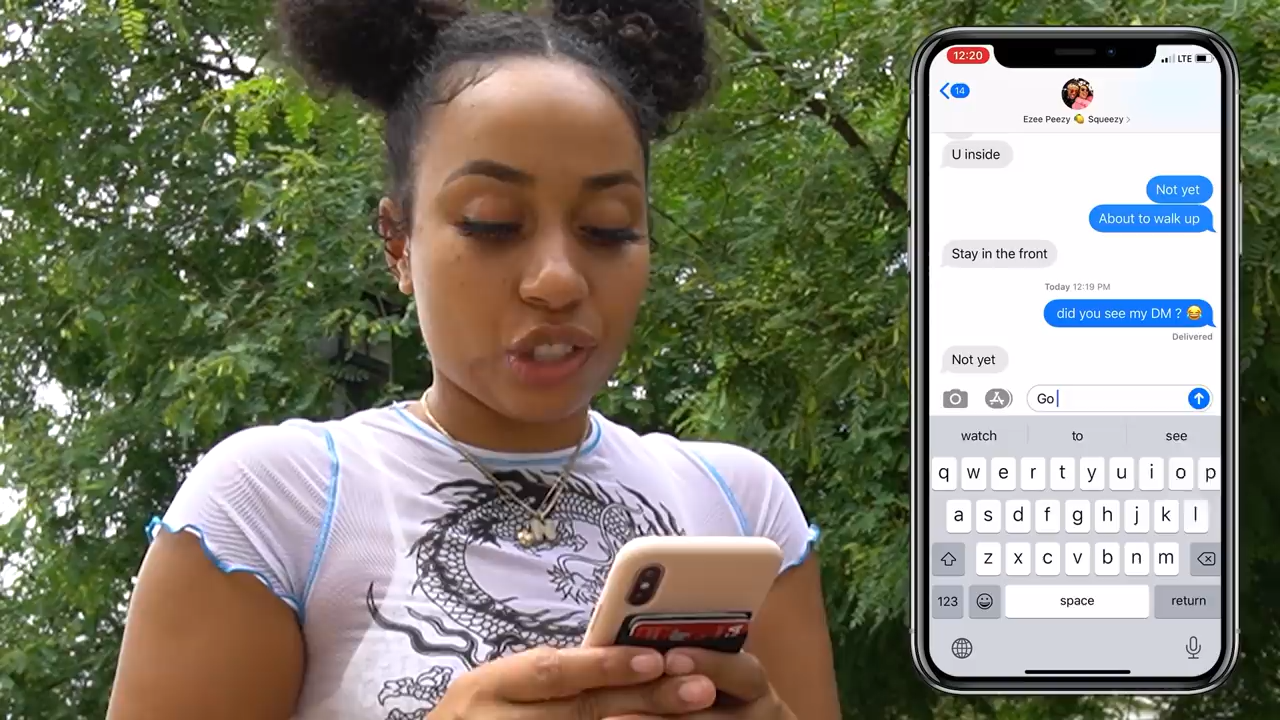 12:20
LTE
14
Ezee Peezy 🍋 Squeezy >
U inside
Not yet
About to walk up
Stay in the front
Today 12:19 PM
did you see my DM ? 😂
Delivered
Not yet
Go
watch to see
q w e r t y u i o p
a s d f g h j k l
z x c v b n m
123 space return